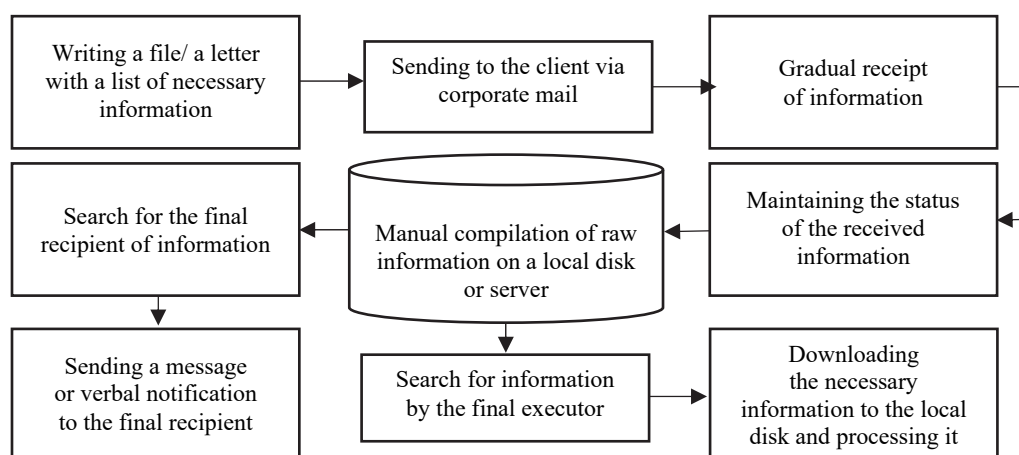 Writing a file/ a letter
with a list of necessary
information
Sending to the client via
corporate mail
Gradual receipt
of information
Search for the final
recipient of information
Manual compilation of raw
information on a local disk
or server
Maintaining the status
of the received
information
Sending a message
or verbal notification
to the final recipient
Search for information
by the final executor
Downloading
the necessary
information to the local
disk and processing it